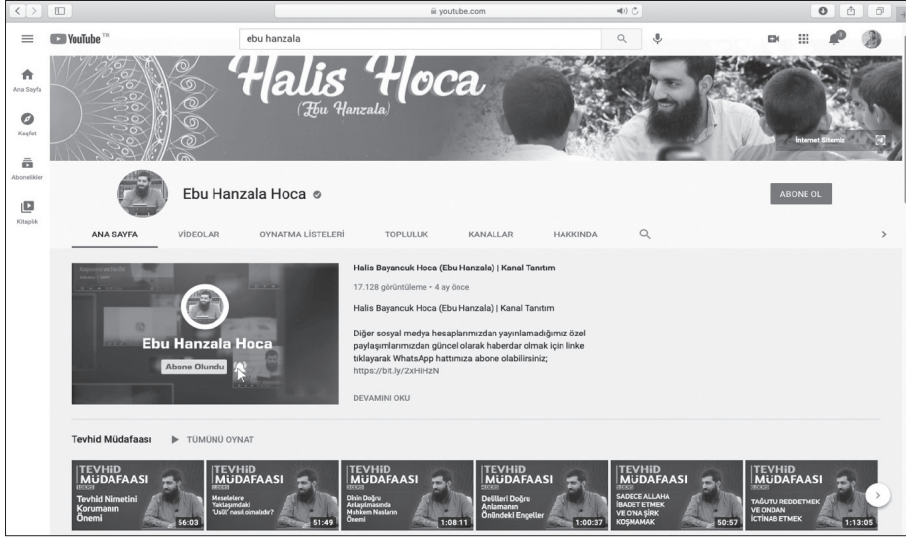 youtube.com
YouTube TR
ebu hanzala
Halis Hoca
(Ebu Hanzala)
İnternet Sitemiz
Ana Sayfa
Keşfet
Abonelikler
Kitaplık
Ebu Hanzala Hoca
ABONE OL
ANA SAYFA VİDEOLAR OYNATMA LİSTELERİ TOPLULUK KANALLAR HAKKINDA
Ebu Hanzala Hoca
Abone Olundu
Halis Bayancuk Hoca (Ebu Hanzala) | Kanal Tanıtım
17.128 görüntüleme • 4 ay önce
Halis Bayancuk Hoca (Ebu Hanzala) | Kanal Tanıtım
Diğer sosyal medya hesaplarımızdan yayınlamadığımız özel
paylaşımlarımızdan güncel olarak haberdar olmak için linke
tıklayarak WhatsApp hattımıza abone olabilirsiniz;
https://bit.ly/2xHiHzN
DEVAMINI OKU
Tevhid Müdafaası TÜMÜNÜ OYNAT
TEVHİD
MÜDAFAASI
Tevhid Nimetini
Korumanın
Önemi
56:03
TEVHİD
MÜDAFAASI
Meselelere
Yaklaşımdaki
"Usûl" nasıl olmalıdır?
51:49
TEVHİD
MÜDAFAASI
Dinin Doğru
Anlaşılmasında
Muhkem Nasların
Önemi
1:08:11
TEVHİD
MÜDAFAASI
Delilleri Doğru
Anlamanın
Önündeki Engeller
1:00:37
TEVHİD
MÜDAFAASI
SADECE ALLAHA
İBADET ETMEK
VE O'NA ŞİRK
KOŞMAMAK
50:57
TEVHİD
MÜDAFAASI
TAĞUTU REDDETMEK
VE ONDAN
İCTİNAB ETMEK
1:13:05